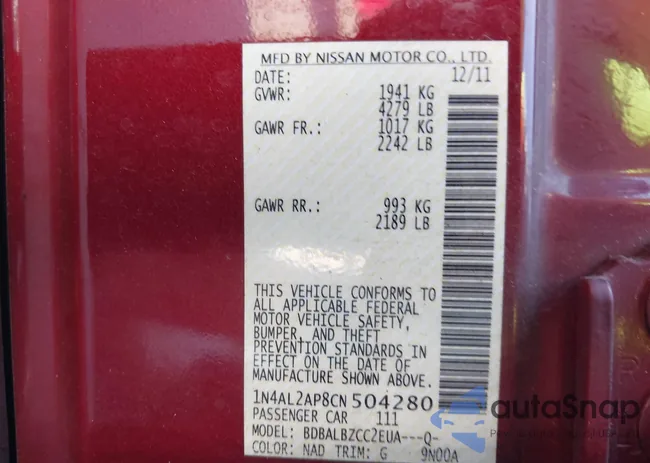 MFD BY NISSAN MOTOR CO., LTD.
DATE: 12/11
GVWR: 1941 KG
4279 LB
GAWR FR.: 1017 KG
2242 LB
GAWR RR.: 993 KG
2189 LB
THIS VEHICLE CONFORMS TO
ALL APPLICABLE FEDERAL
MOTOR VEHICLE SAFETY,
BUMPER, AND THEFT
PREVENTION STANDARDS IN
EFFECT ON THE DATE OF
MANUFACTURE SHOWN ABOVE.
1N4AL2AP8CN504280
PASSENGER CAR 111
MODEL: BDBALBZCC2EUA---Q-
COLOR: NAD TRIM: G 9N00A
autoSnap